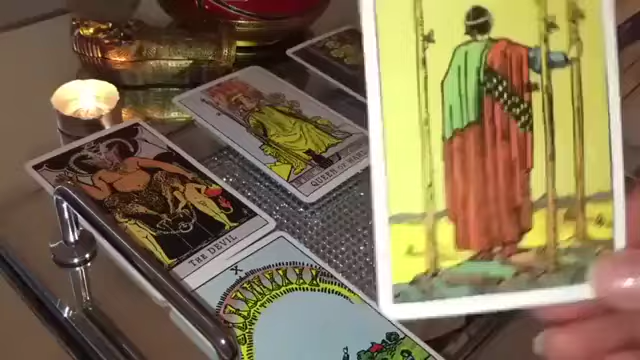 QUEEN OF WANDS
THE DEVIL
X